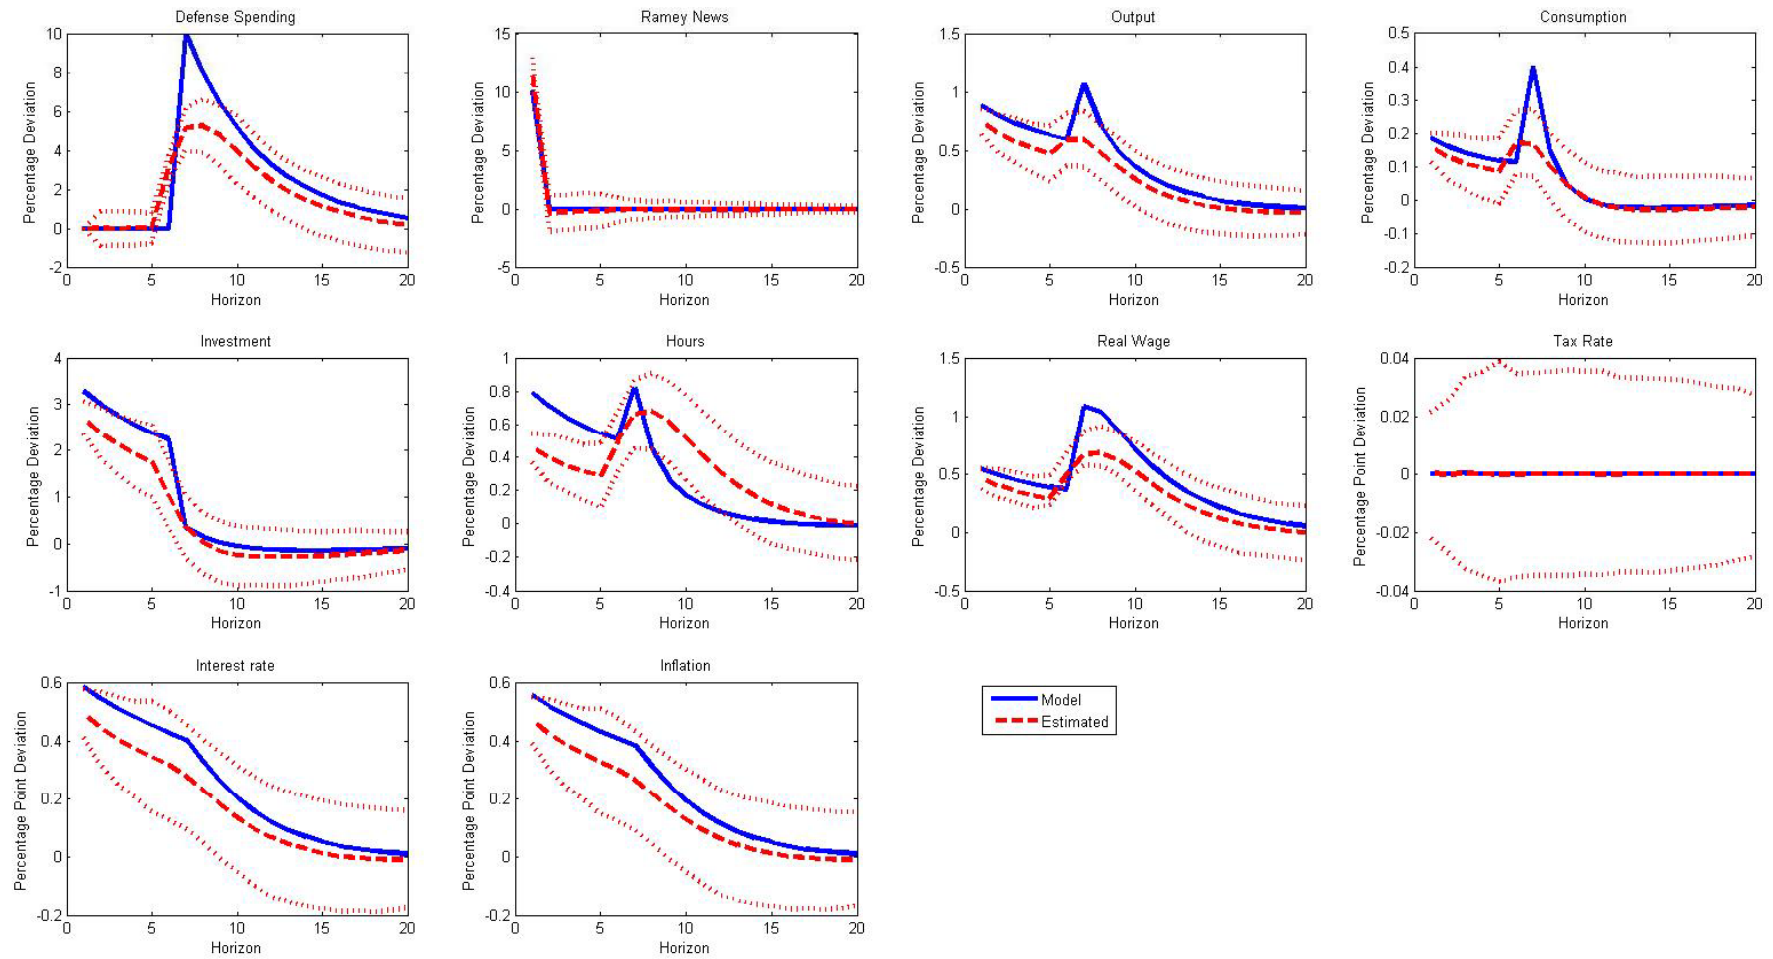 Defense Spending
Percentage Deviation
10
8
6
4
2
0
-2
0 5 10 15 20
Horizon
Ramey News
Percentage Deviation
15
10
5
0
-5
0 5 10 15 20
Horizon
Output
Percentage Deviation
1.5
1
0.5
0
-0.5
0 5 10 15 20
Horizon
Consumption
Percentage Deviation
0.5
0.4
0.3
0.2
0.1
0
-0.1
-0.2
0 5 10 15 20
Horizon
Investment
Percentage Deviation
4
3
2
1
0
-1
0 5 10 15 20
Horizon
Hours
Percentage Deviation
1
0.8
0.6
0.4
0.2
0
-0.2
-0.4
0 5 10 15 20
Horizon
Real Wage
Percentage Deviation
1.5
1
0.5
0
-0.5
0 5 10 15 20
Horizon
Tax Rate
Percentage Point Deviation
0.04
0.02
0
-0.02
-0.04
0 5 10 15 20
Horizon
Interest rate
Percentage Point Deviation
0.6
0.4
0.2
0
-0.2
0 5 10 15 20
Horizon
Inflation
Percentage Point Deviation
0.6
0.4
0.2
0
-0.2
0 5 10 15 20
Horizon
Model
Estimated